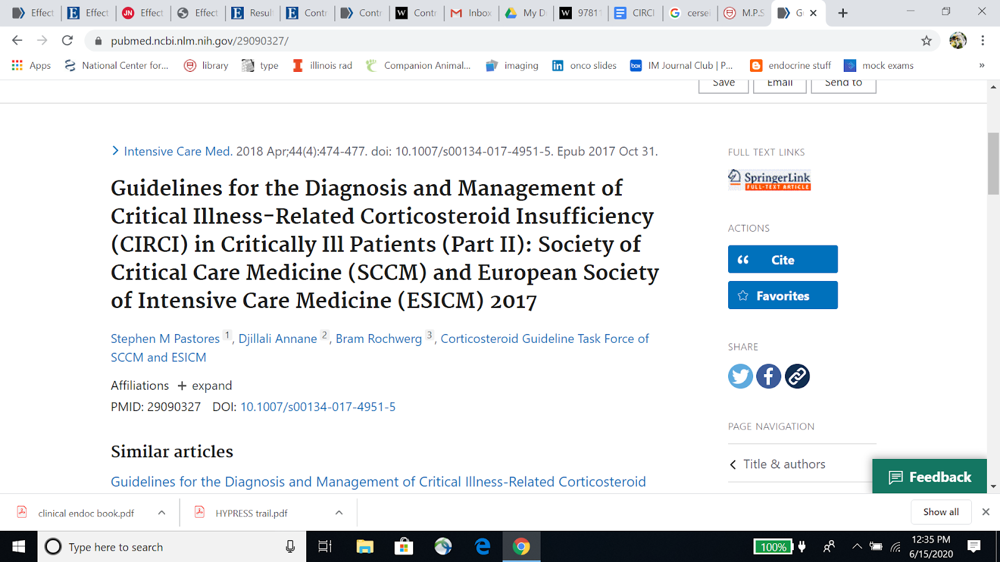 Effect
Effect
Effect
Effect
Resul
Contr
Contr
Contr
Inbox
My D
9781
CIRCI
cersei
M.P.S
G
pubmed.ncbi.nlm.nih.gov/29090327/
Apps
National Center for...
library
type
illinois rad
Companion Animal...
imaging
onco slides
IM Journal Club | P...
endocrine stuff
mock exams
»
Save
Email
Send to
Intensive Care Med. 2018 Apr;44(4):474-477. doi: 10.1007/s00134-017-4951-5. Epub 2017 Oct 31.
Guidelines for the Diagnosis and Management of
Critical Illness-Related Corticosteroid Insufficiency
(CIRCI) in Critically Ill Patients (Part II): Society of
Critical Care Medicine (SCCM) and European Society
of Intensive Care Medicine (ESICM) 2017
Stephen M Pastores 1, Djillali Annane 2, Bram Rochwerg 3, Corticosteroid Guideline Task Force of
SCCM and ESICM
Affiliations + expand
PMID: 29090327 DOI: 10.1007/s00134-017-4951-5
Similar articles
Guidelines for the Diagnosis and Management of Critical Illness-Related Corticosteroid
FULL TEXT LINKS
SpringerLink
FULL-TEXT ARTICLE
ACTIONS
Cite
Favorites
SHARE
PAGE NAVIGATION
Title & authors
Feedback
clinical endoc book.pdf
HYPRESS trail.pdf
Show all
Type here to search
100%
12:35 PM
6/15/2020